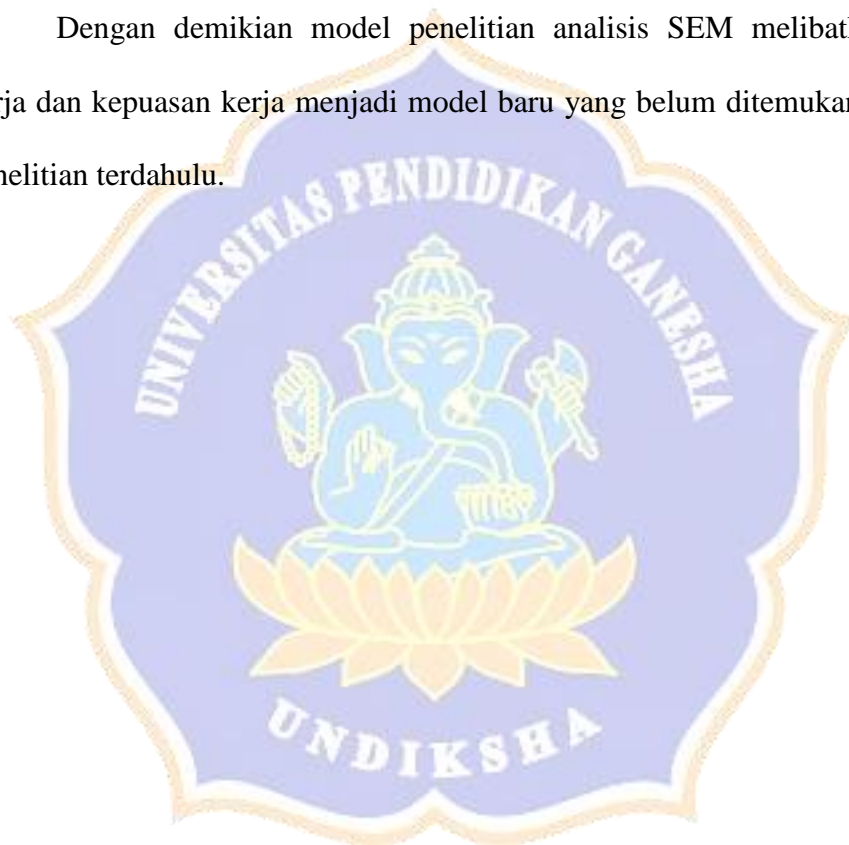 Dengan demikian model penelitian analisis SEM melibatl
rja dan kepuasan kerja menjadi model baru yang belum ditemukan
nelitian terdahulu.
UNIVERSITAS PENDIDIKAN GANESHA
UNDIKSHA